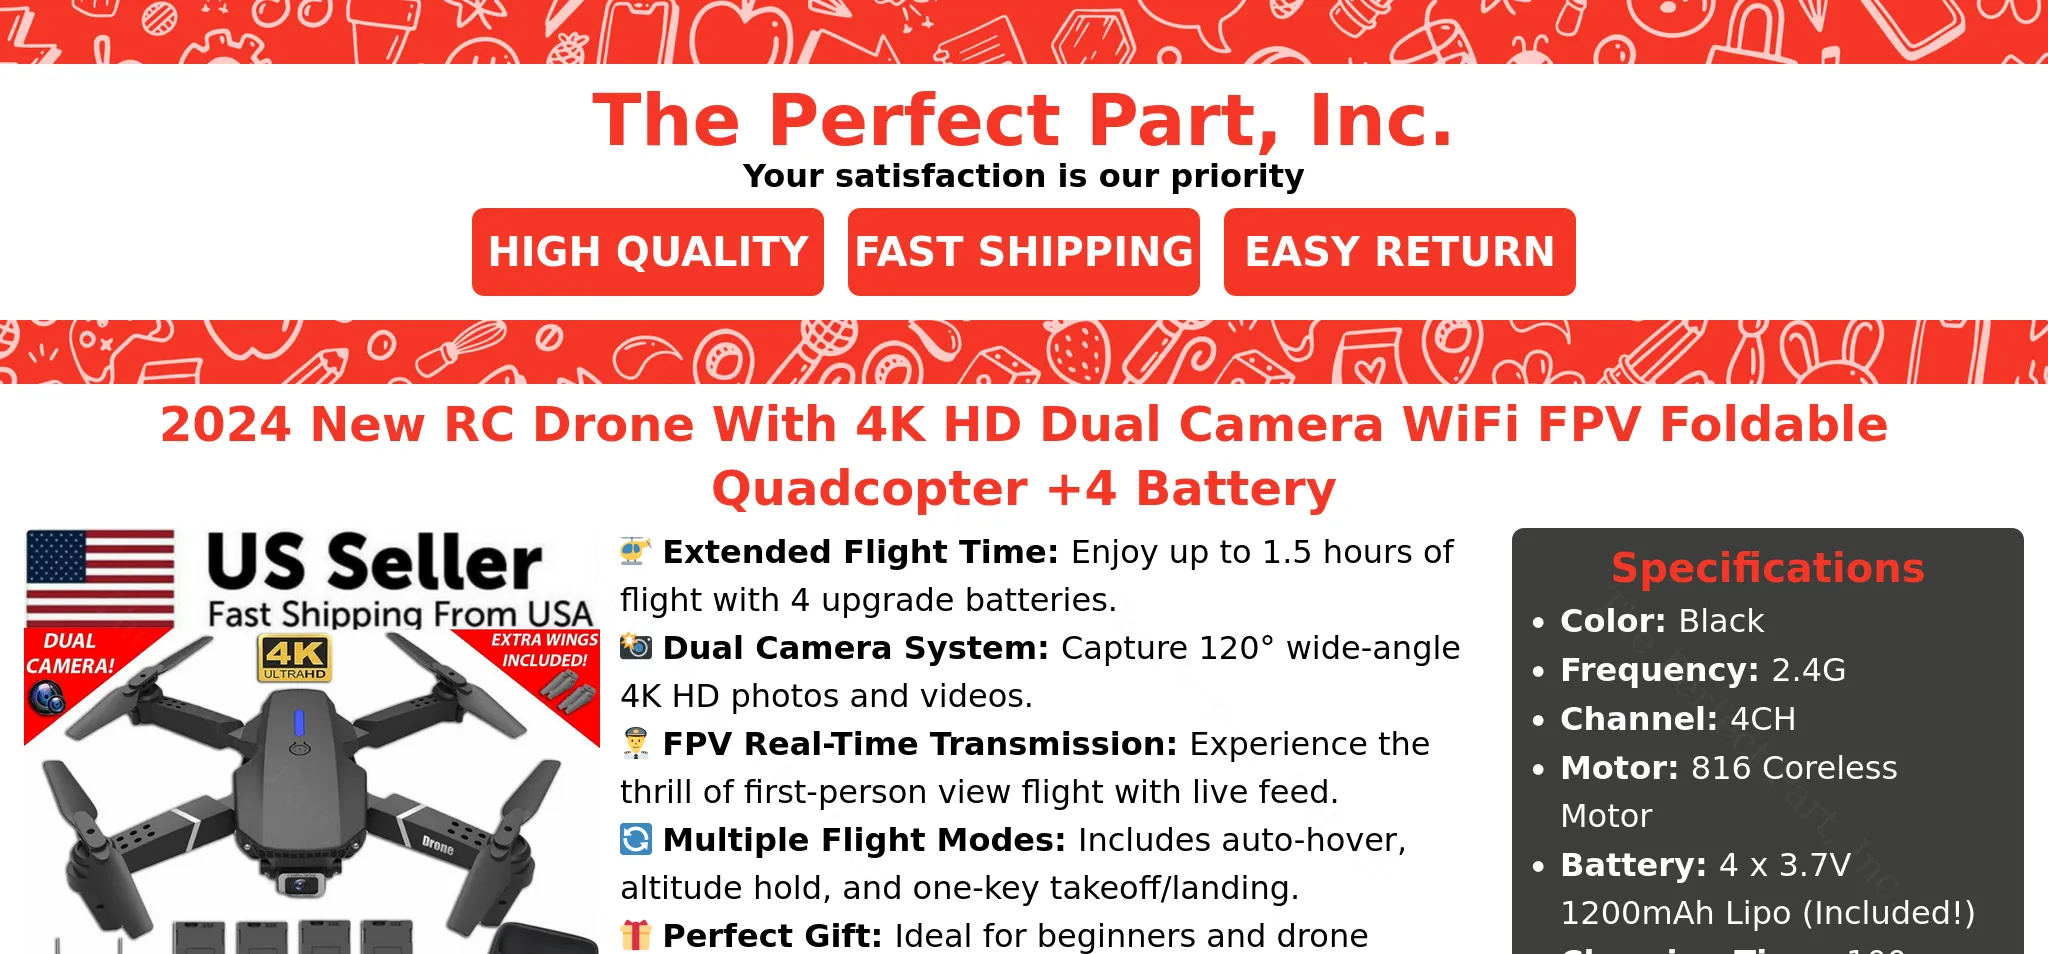 The Perfect Part, Inc.
Your satisfaction is our priority
HIGH QUALITY
FAST SHIPPING
EASY RETURN
2024 New RC Drone With 4K HD Dual Camera WiFi FPV Foldable
Quadcopter +4 Battery
US Seller
Fast Shipping From USA
DUAL
CAMERA!
4K
ULTRAHD
EXTRA WINGS
INCLUDED!
Drone
🚁 Extended Flight Time: Enjoy up to 1.5 hours of
flight with 4 upgrade batteries.
📸 Dual Camera System: Capture 120° wide-angle
4K HD photos and videos.
👨‍✈️ FPV Real-Time Transmission: Experience the
thrill of first-person view flight with live feed.
🔄 Multiple Flight Modes: Includes auto-hover,
altitude hold, and one-key takeoff/landing.
🎁 Perfect Gift: Ideal for beginners and drone
Specifications
• Color: Black
• Frequency: 2.4G
• Channel: 4CH
• Motor: 816 Coreless
Motor
• Battery: 4 x 3.7V
1200mAh Lipo (Included!)
The Perfect Part, Inc.